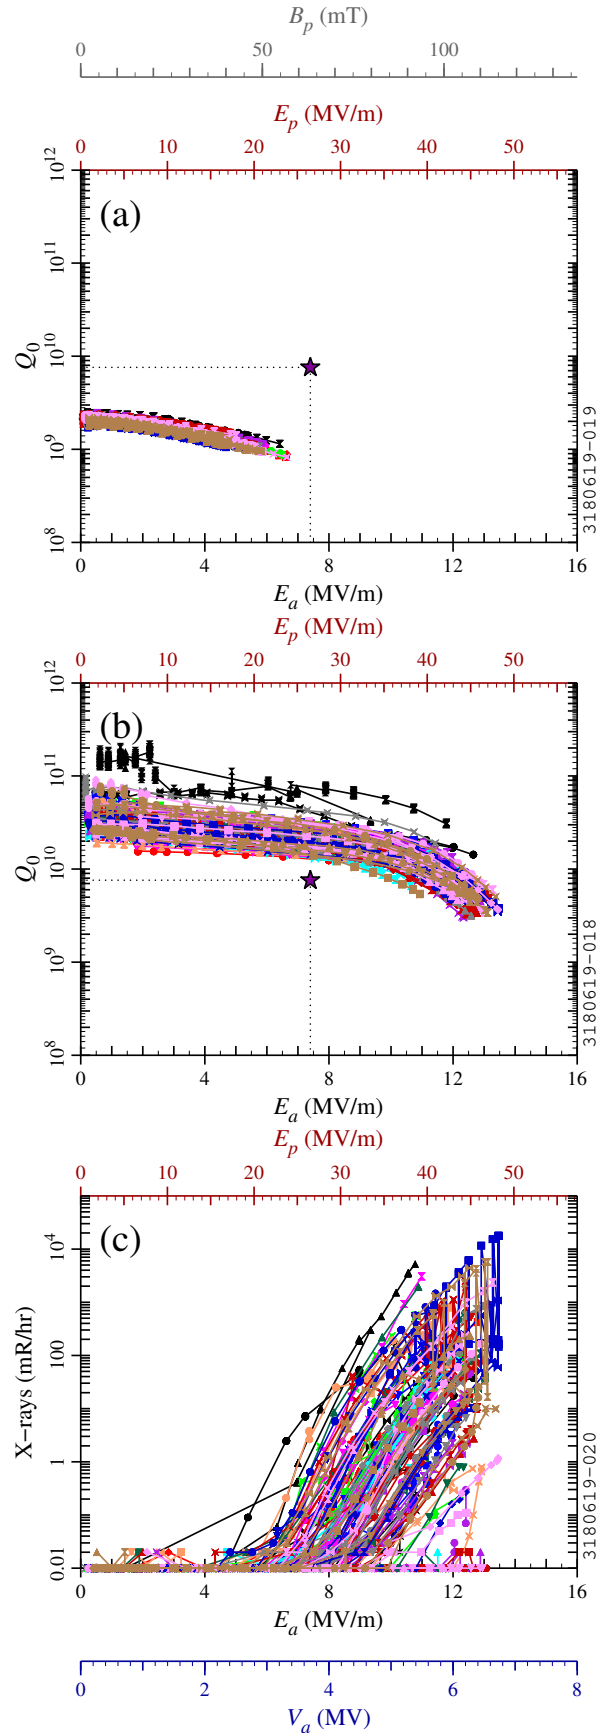 B_p (mT)
0 50 100
E_p (MV/m)
0 10 20 30 40 50
(a)
Q_0
10^12
10^11
10^10
10^9
10^8
3180619−019
0 4 8 12 16
E_a (MV/m)
E_p (MV/m)
0 10 20 30 40 50
(b)
Q_0
10^12
10^11
10^10
10^9
10^8
3180619−018
0 4 8 12 16
E_a (MV/m)
E_p (MV/m)
0 10 20 30 40 50
(c)
X−rays (mR/hr)
10^4
100
1
0.01
3180619−020
0 4 8 12 16
E_a (MV/m)
0 2 4 6 8
V_a (MV)